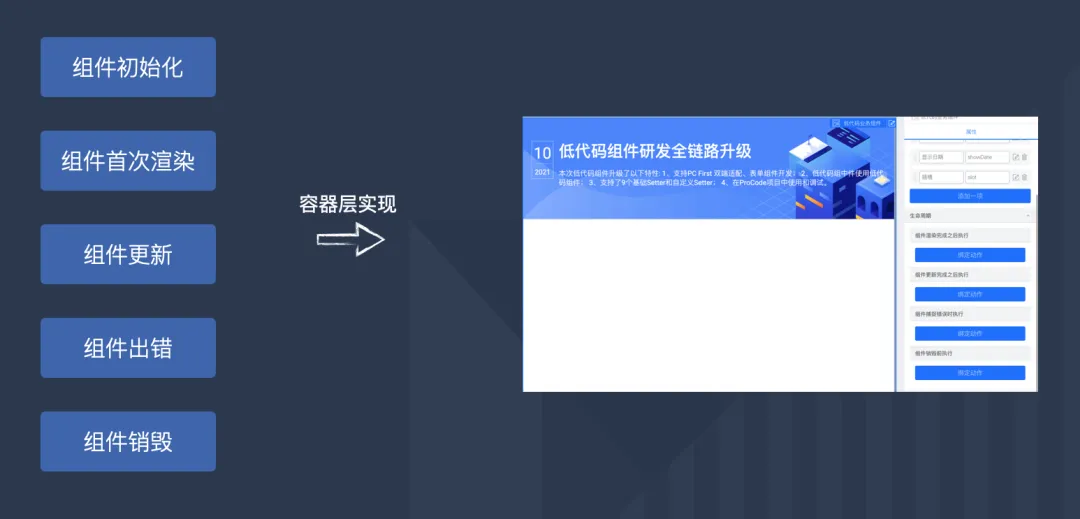 组件初始化
组件首次渲染
组件更新
组件出错
组件销毁
容器层实现
低代码业务组件
10
2021
低代码组件研发全链路升级
本次低代码组件升级了以下特性: 1、支持PC First 双端适配、表单组件开发; 2、低代码组中件使用低代
码组件; 3、支持了9个基础Setter和自定义Setter; 4、在ProCode项目中使用和调试。
属性
显示日期 showDate
slot
添加一项
生命周期
组件渲染完成之后执行
绑定动作
组件更新完成之后执行
绑定动作
组件捕获错误时执行
绑定动作
组件销毁前执行
绑定动作